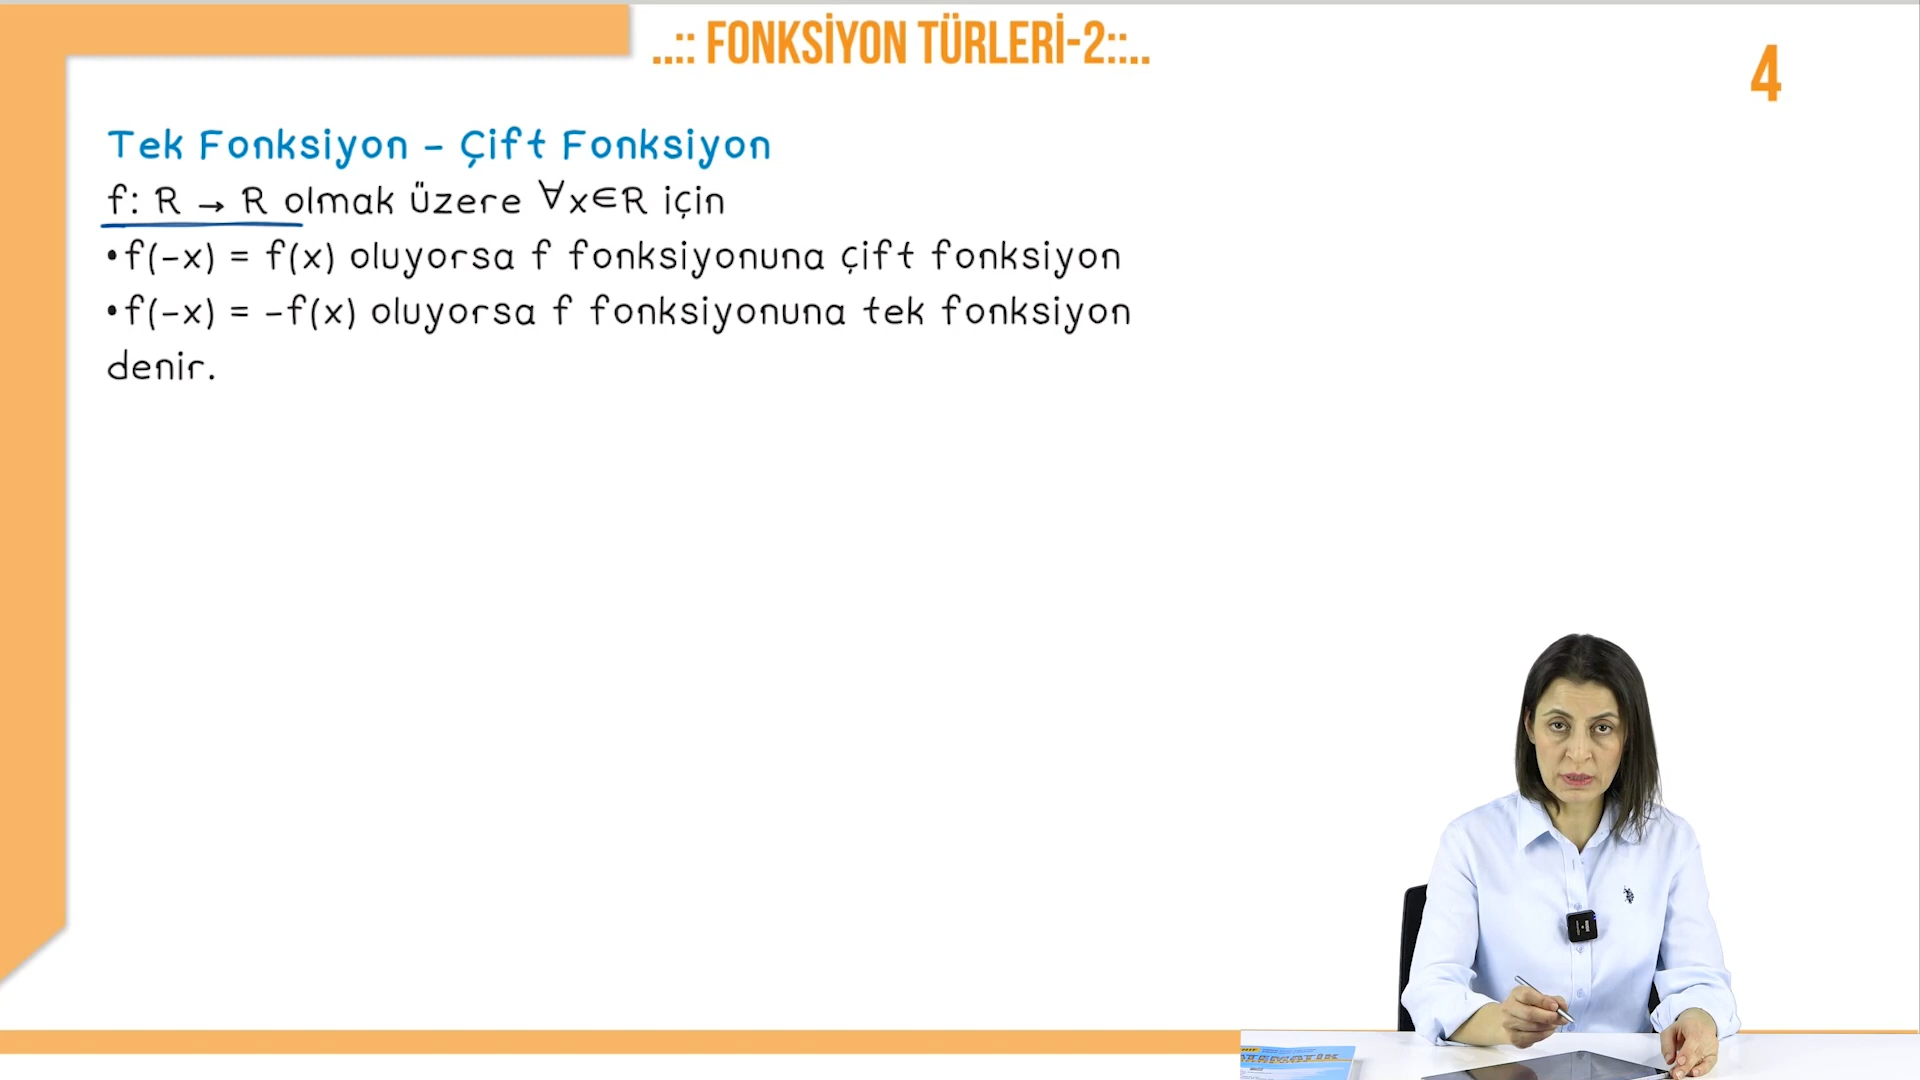 ..:: FONKSİYON TÜRLERİ-2::..
4
Tek Fonksiyon - Çift Fonksiyon
f: R → R olmak üzere ∀x∈R için
•f(-x) = f(x) oluyorsa f fonksiyonuna çift fonksiyon
•f(-x) = -f(x) oluyorsa f fonksiyonuna tek fonksiyon
denir.